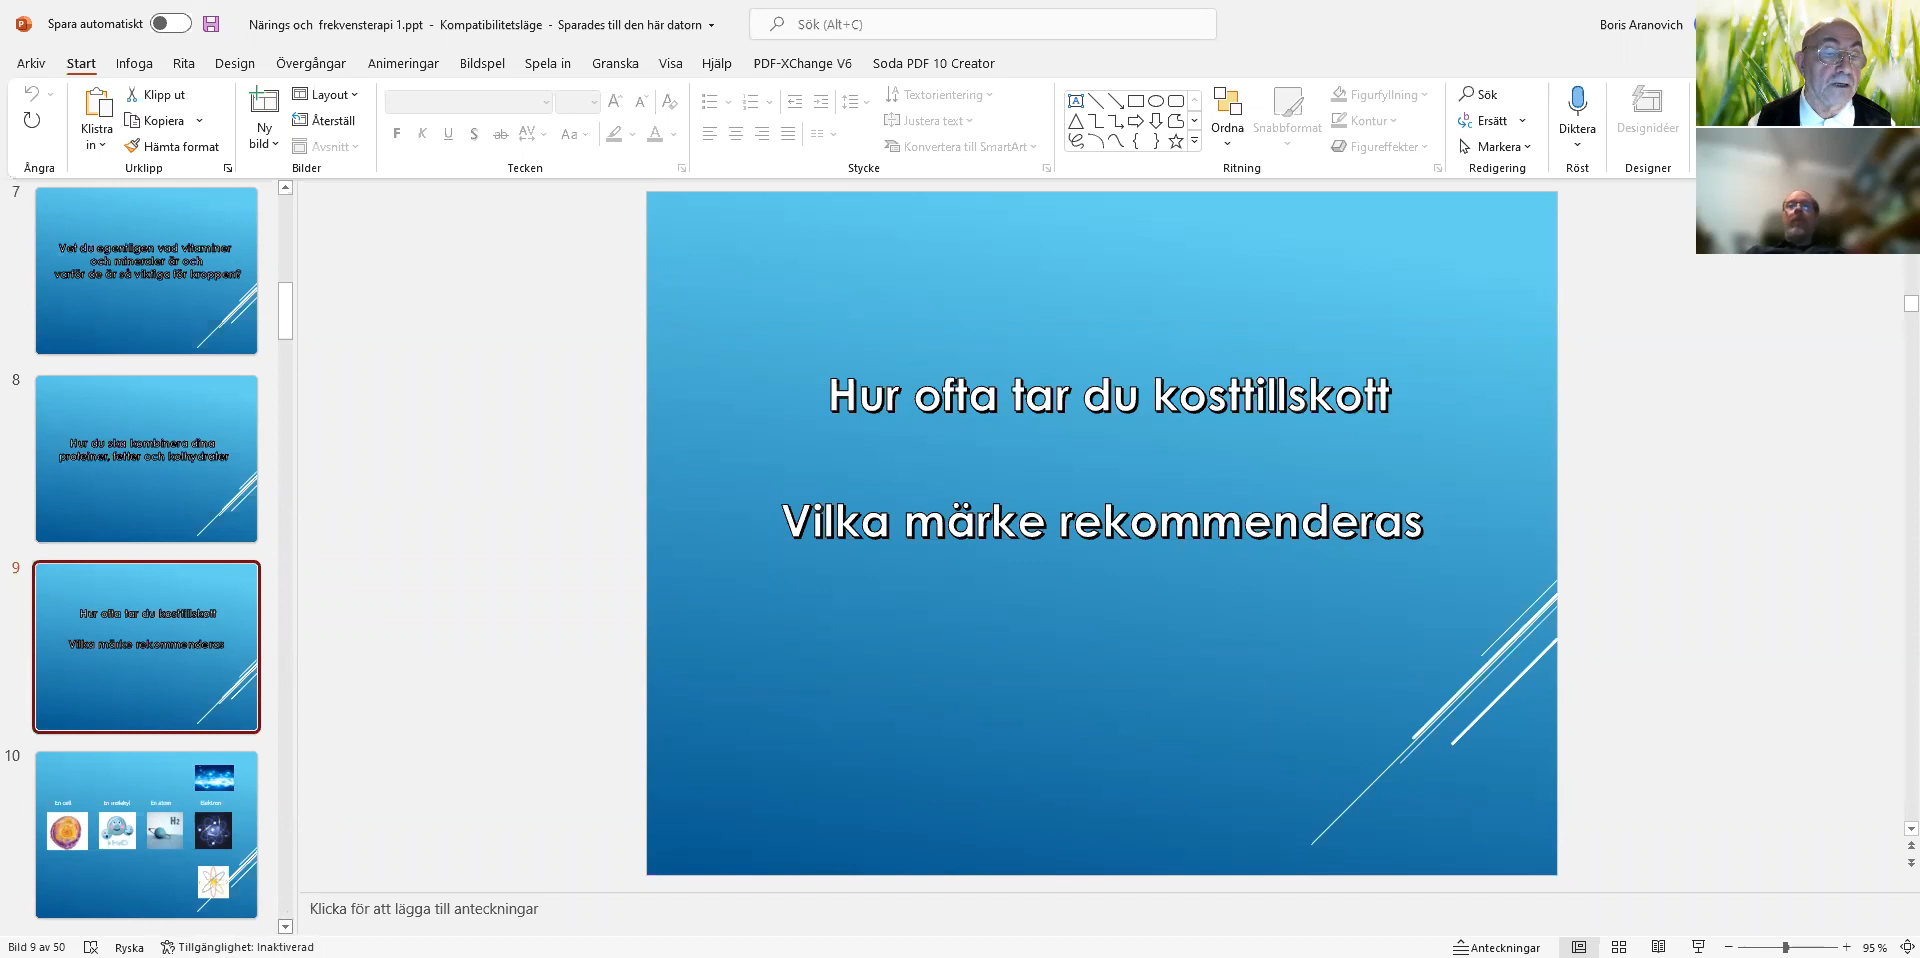 Spara automatiskt
Närings och frekvensterapi 1.ppt - Kompatibilitetsläge - Sparades till den här datorn
Sök (Alt+C)
Boris Aranovich
Arkiv Start Infoga Rita Design Övergångar Animeringar Bildspel Spela in Granska Visa Hjälp PDF-XChange V6 Soda PDF 10 Creator
Ångra
Klistra in
Klipp ut
Kopiera
Hämta format
Urklipp
Ny bild
Layout
Återställ
Avsnitt
Bilder
F K U S ab AV Aa A
Tecken
Textorientering
Justera text
Konvertera till SmartArt
Stycke
Ordna
Snabbformat
Figurfyllning
Kontur
Figureffekter
Ritning
Sök
Ersätt
Markera
Redigering
Diktera
Röst
Designidéer
Designer
7
Vet du egentligen vad vitaminer
och mineraler är och
varför de är så viktiga för kroppen?
8
Hur du ska kombinera dina
proteiner, fetter och kolhydrater
9
Hur ofta tar du kosttillskott
Vilka märke rekommenderas
10
En cell En molekyl En atom Elektron
H2
Hur ofta tar du kosttillskott
Vilka märke rekommenderas
Klicka för att lägga till anteckningar
Bild 9 av 50
Ryska
Tillgänglighet: Inaktiverad
Anteckningar
95 %